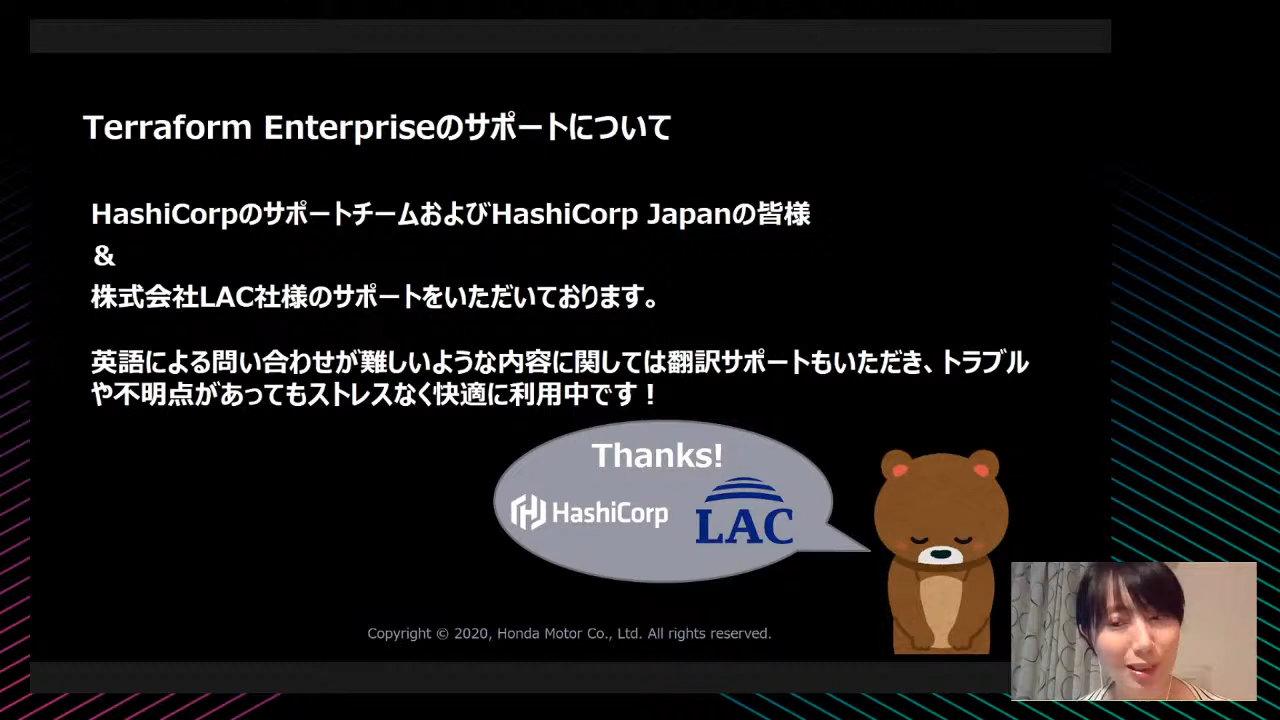 Terraform Enterpriseのサポートについて
HashiCorpのサポートチームおよびHashiCorp Japanの皆様
&
株式会社LAC社様のサポートをいただいております。
英語による問い合わせが難しいような内容に関しては翻訳サポートもいただき、トラブル
や不明点があってもストレスなく快適に利用中です！
Thanks!
HashiCorp
LAC
Copyright © 2020, Honda Motor Co., Ltd. All rights reserved.